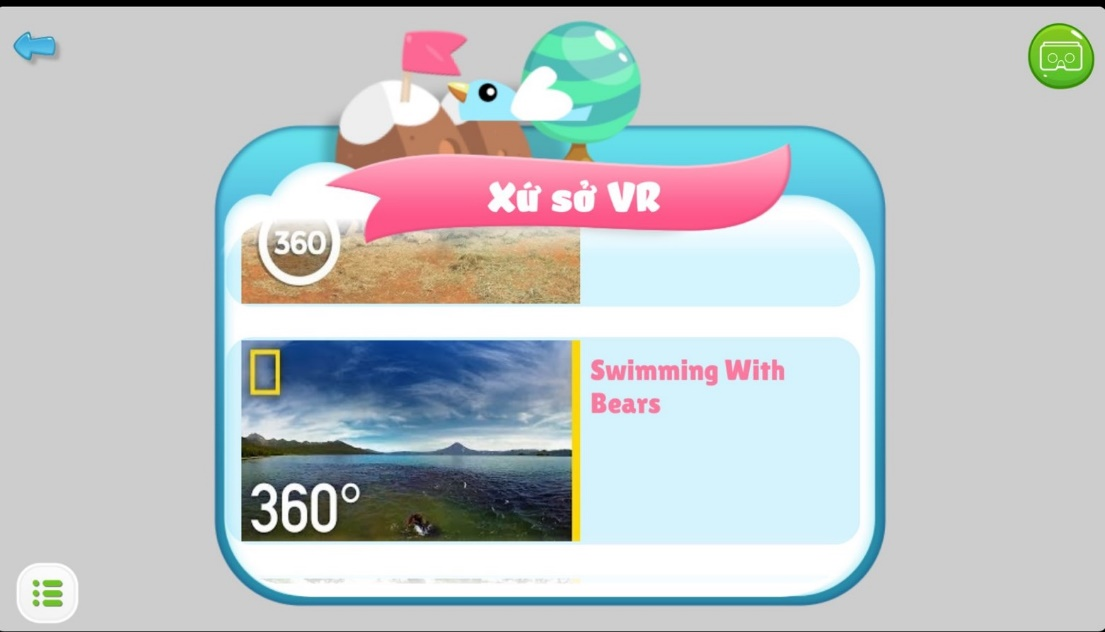 Xứ sở VR
360
Swimming With
Bears
360°